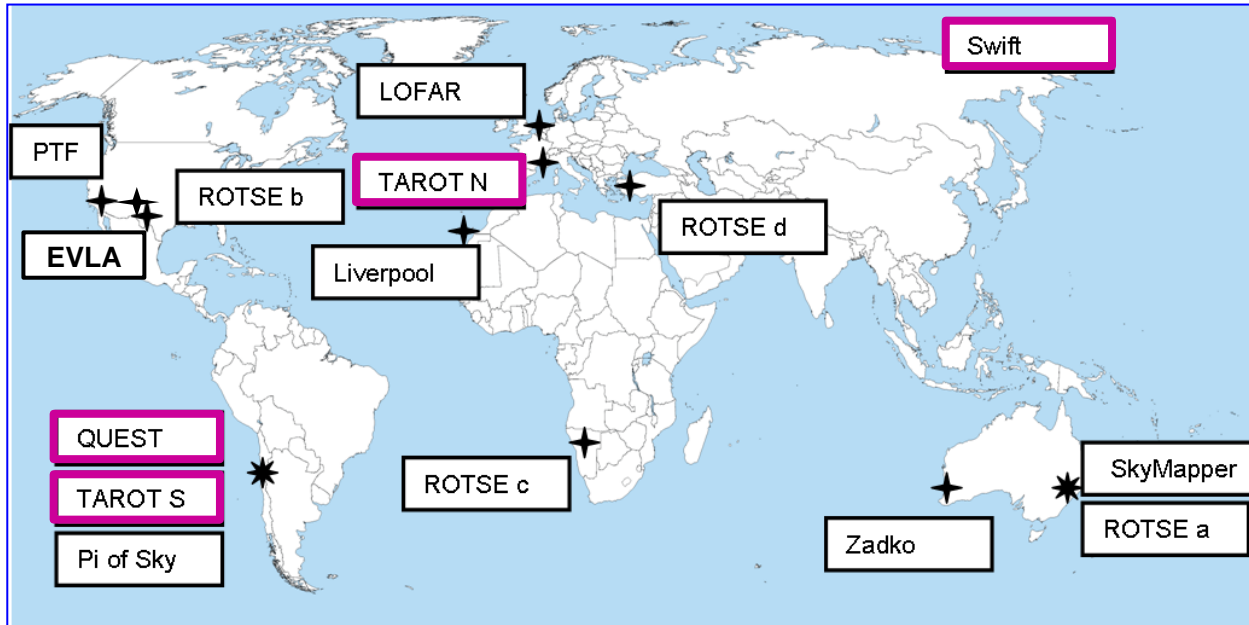 Swift
LOFAR
PTF
TAROT N
ROTSE b
ROTSE d
EVLA
Liverpool
QUEST
TAROT S
Pi of Sky
ROTSE c
SkyMapper
ROTSE a
Zadko